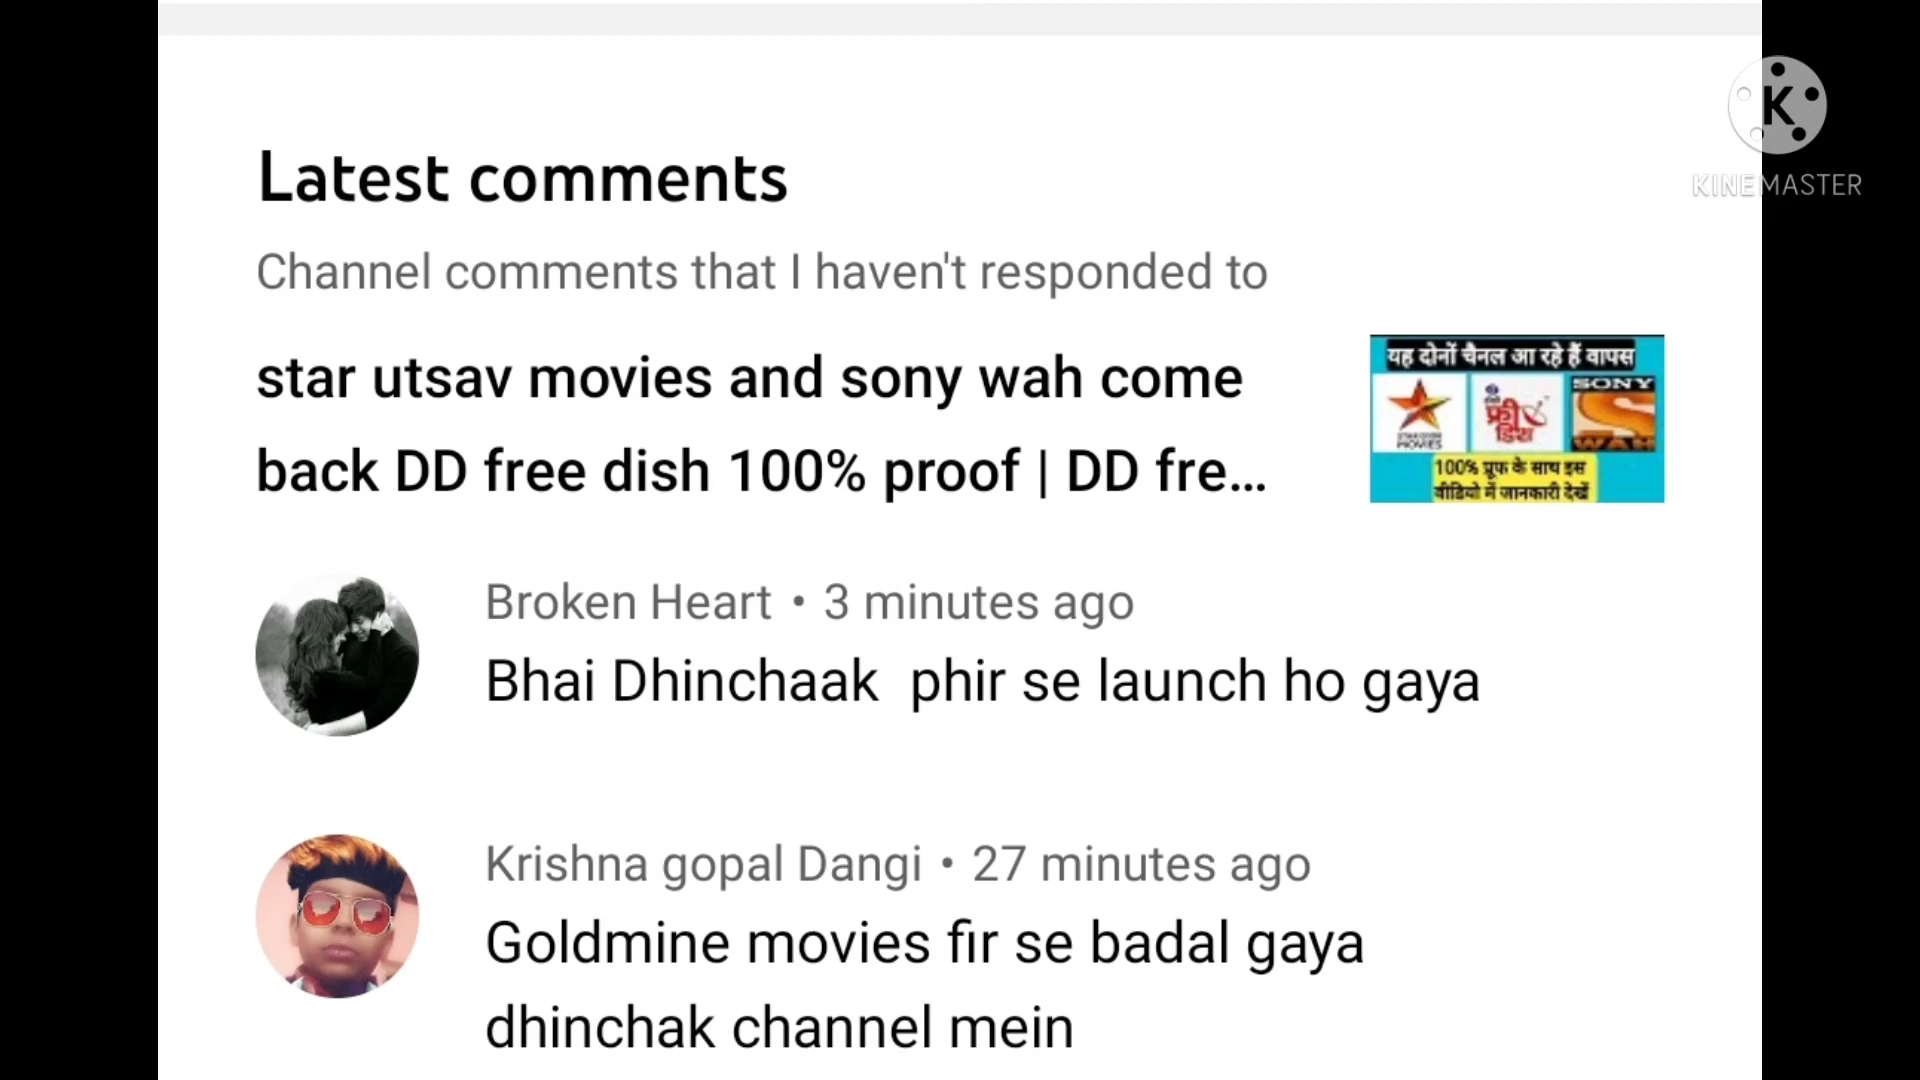 K
KINEMASTER
Latest comments
Channel comments that I haven't responded to
star utsav movies and sony wah come
back DD free dish 100% proof | DD fre...
यह दोनों चैनल आ रहे हैं वापस
MOVIES
फ्री
डिश
SONY
S
WAH
100% प्रूफ के साथ इस
वीडियो में जानकारी देखें
Broken Heart • 3 minutes ago
Bhai Dhinchaak phir se launch ho gaya
Krishna gopal Dangi • 27 minutes ago
Goldmine movies fir se badal gaya
dhinchak channel mein